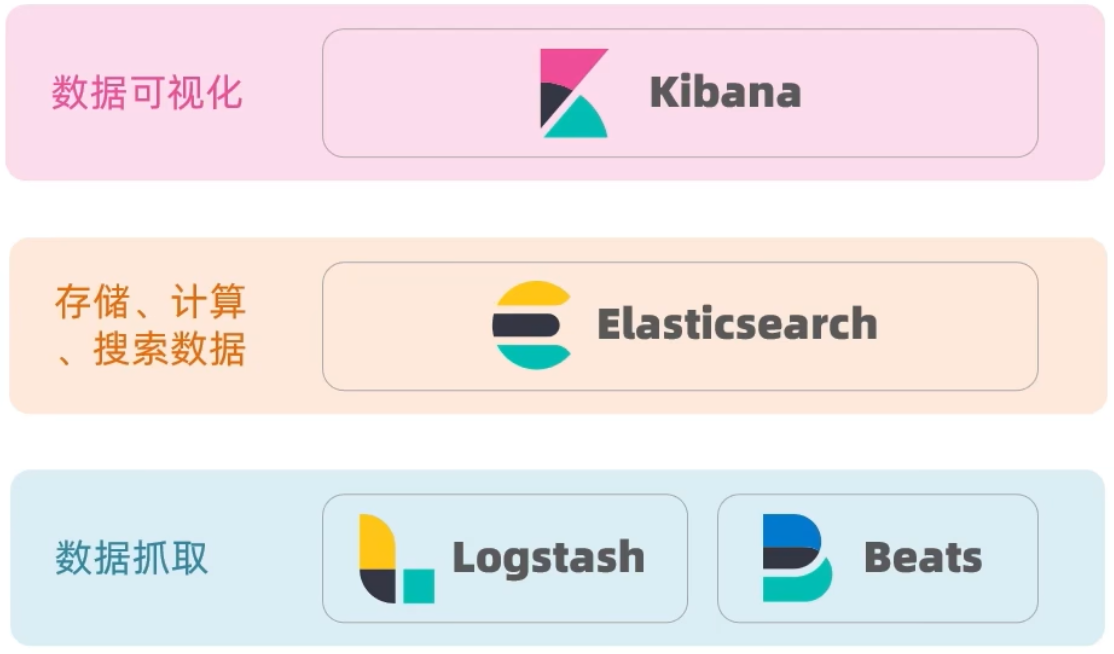 数据可视化
Kibana
存储、计算
、搜索数据
Elasticsearch
数据抓取
Logstash
Beats